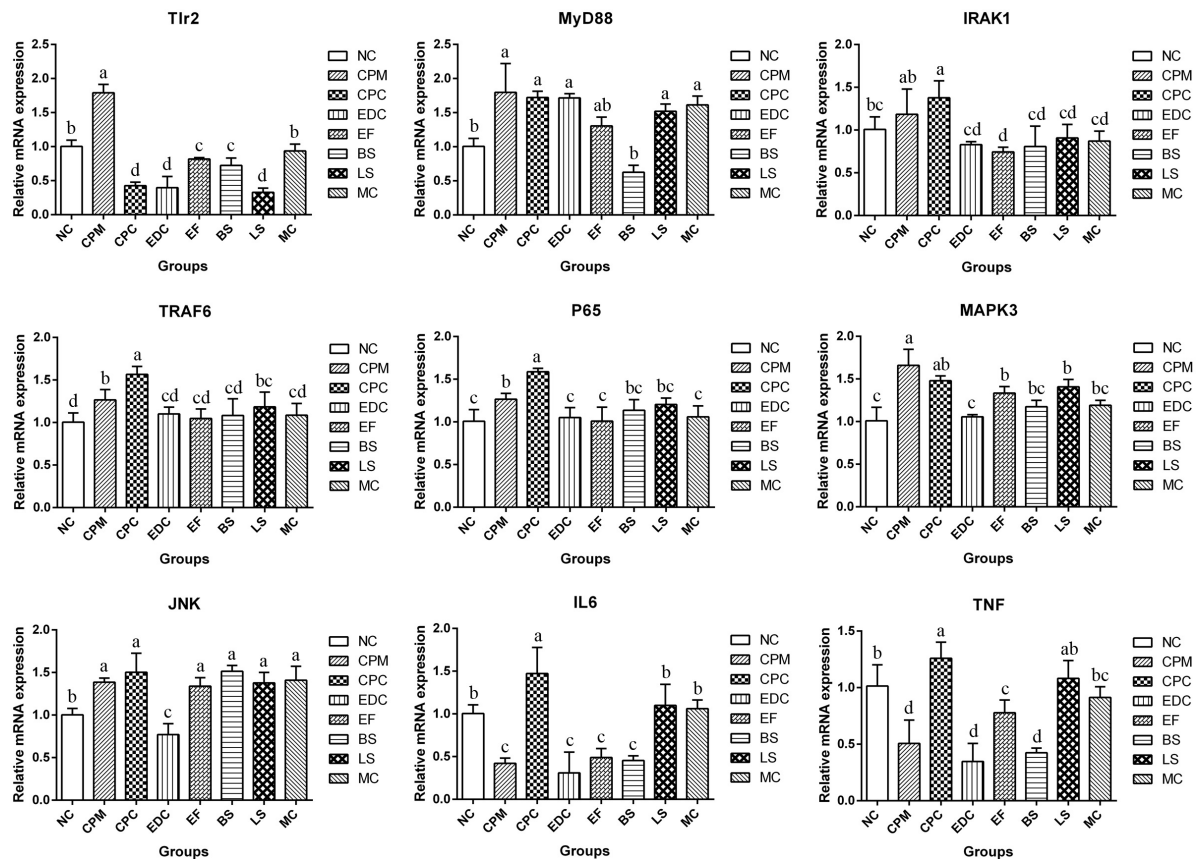 Tlr2
Relative mRNA expression
2.5
2.0
1.5
1.0
0.5
0.0
b
a
d
d
c
c
d
b
NC
CPM
CPC
EDC
EF
BS
LS
MC
Groups
NC
CPM
CPC
EDC
EF
BS
LS
MC
MyD88
Relative mRNA expression
2.5
2.0
1.5
1.0
0.5
0.0
b
a
a
a
ab
b
a
a
NC
CPM
CPC
EDC
EF
BS
LS
MC
Groups
NC
CPM
CPC
EDC
EF
BS
LS
MC
IRAK1
Relative mRNA expression
2.0
1.5
1.0
0.5
0.0
bc
ab
a
cd
d
cd
cd
cd
NC
CPM
CPC
EDC
EF
BS
LS
MC
Groups
NC
CPM
CPC
EDC
EF
BS
LS
MC
TRAF6
Relative mRNA expression
2.0
1.5
1.0
0.5
0.0
d
b
a
cd
cd
cd
bc
cd
NC
CPM
CPC
EDC
EF
BS
LS
MC
Groups
NC
CPM
CPC
EDC
EF
BS
LS
MC
P65
Relative mRNA expression
2.0
1.5
1.0
0.5
0.0
c
b
a
c
c
bc
bc
c
NC
CPM
CPC
EDC
EF
BS
LS
MC
Groups
NC
CPM
CPC
EDC
EF
BS
LS
MC
MAPK3
Relative mRNA expression
2.0
1.5
1.0
0.5
0.0
c
a
ab
c
b
bc
b
bc
NC
CPM
CPC
EDC
EF
BS
LS
MC
Groups
NC
CPM
CPC
EDC
EF
BS
LS
MC
JNK
Relative mRNA expression
2.0
1.5
1.0
0.5
0.0
b
a
a
c
a
a
a
a
NC
CPM
CPC
EDC
EF
BS
LS
MC
Groups
NC
CPM
CPC
EDC
EF
BS
LS
MC
IL6
Relative mRNA expression
2.0
1.5
1.0
0.5
0.0
b
c
a
c
c
c
b
b
NC
CPM
CPC
EDC
EF
BS
LS
MC
Groups
NC
CPM
CPC
EDC
EF
BS
LS
MC
TNF
Relative mRNA expression
1.5
1.0
0.5
0.0
b
d
a
d
c
d
ab
bc
NC
CPM
CPC
EDC
EF
BS
LS
MC
Groups
NC
CPM
CPC
EDC
EF
BS
LS
MC